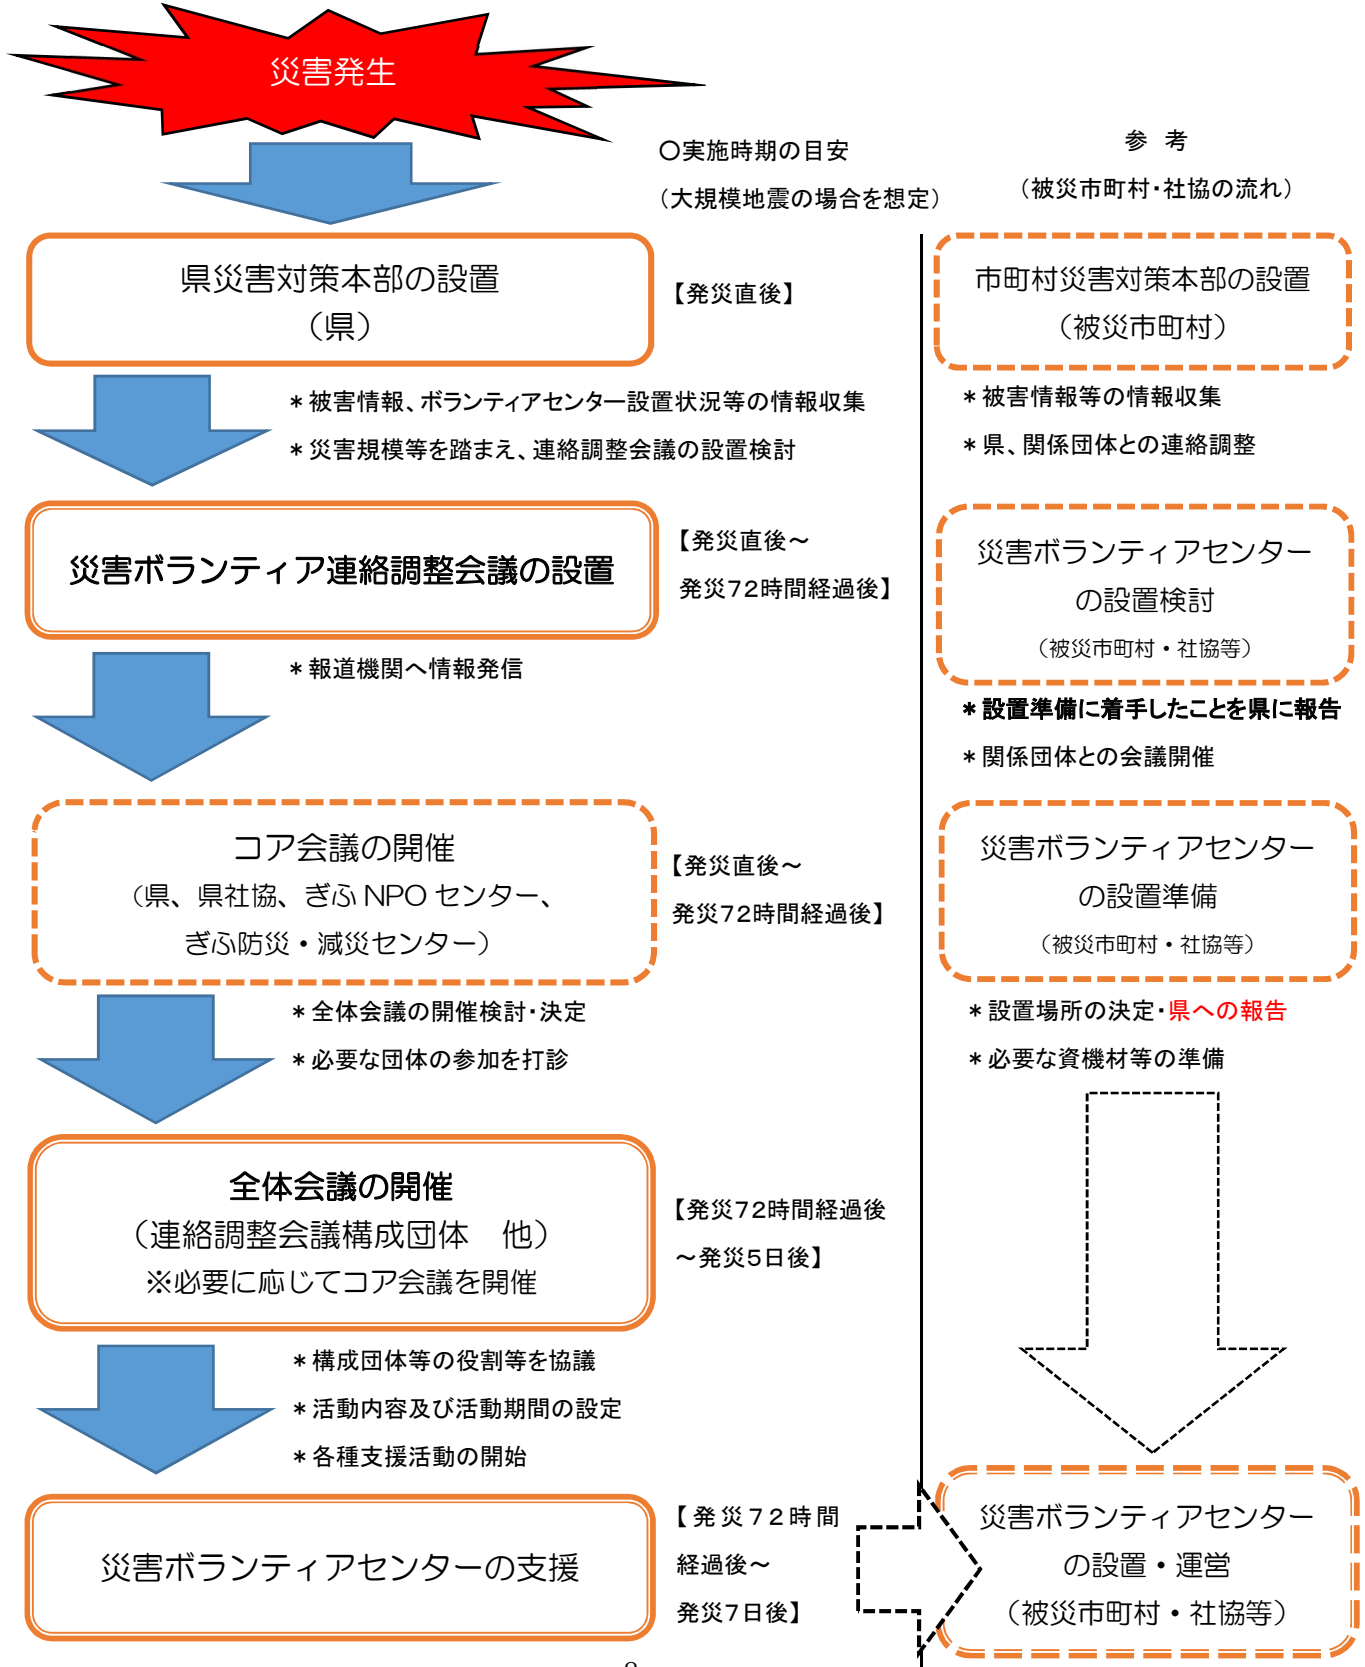 災害発生
〇実施時期の目安
（大規模地震の場合を想定）
県災害対策本部の設置
（県）
【発災直後】
＊被害情報、ボランティアセンター設置状況等の情報収集
＊災害規模等を踏まえ、連絡調整会議の設置検討
災害ボランティア連絡調整会議の設置
【発災直後～
発災７２時間経過後】
＊報道機関へ情報発信
コア会議の開催
（県、県社協、ぎふ NPO センター、
ぎふ防災・減災センター）
【発災直後～
発災７２時間経過後】
＊全体会議の開催検討・決定
＊必要な団体の参加を打診
全体会議の開催
（連絡調整会議構成団体　他）
※必要に応じてコア会議を開催
【発災７２時間経過後
～発災５日後】
＊構成団体等の役割等を協議
＊活動内容及び活動期間の設定
＊各種支援活動の開始
災害ボランティアセンターの支援
【発災７２時間
経過後～
発災７日後】
参　考
（被災市町村・社協の流れ）
市町村災害対策本部の設置
（被災市町村）
＊被害情報等の情報収集
＊県、関係団体との連絡調整
災害ボランティアセンター
の設置検討
（被災市町村・社協等）
＊設置準備に着手したことを県に報告
＊関係団体との会議開催
災害ボランティアセンター
の設置準備
（被災市町村・社協等）
＊設置場所の決定・県への報告
＊必要な資機材等の準備
災害ボランティアセンター
の設置・運営
（被災市町村・社協等）